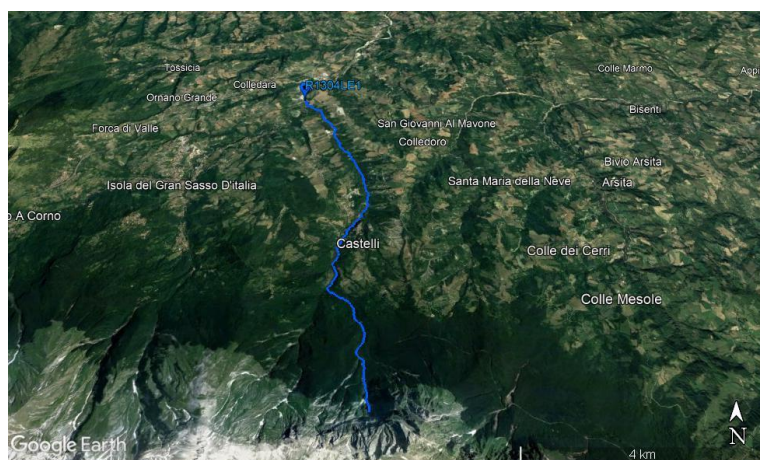 Tossicia
Colle Marmo
Colledara
R1304LF1
Appi
Ornano Grande
Bisenti
San Giovanni Al Mavone
Forca di Valle
Colledoro
Bivio Arsita
Isola del Gran Sasso D'italia
Santa Maria della Neve
Arsita
o A Corno
Castelli
Colle dei Cerri
Colle Mesole
N
Google Earth
4 km